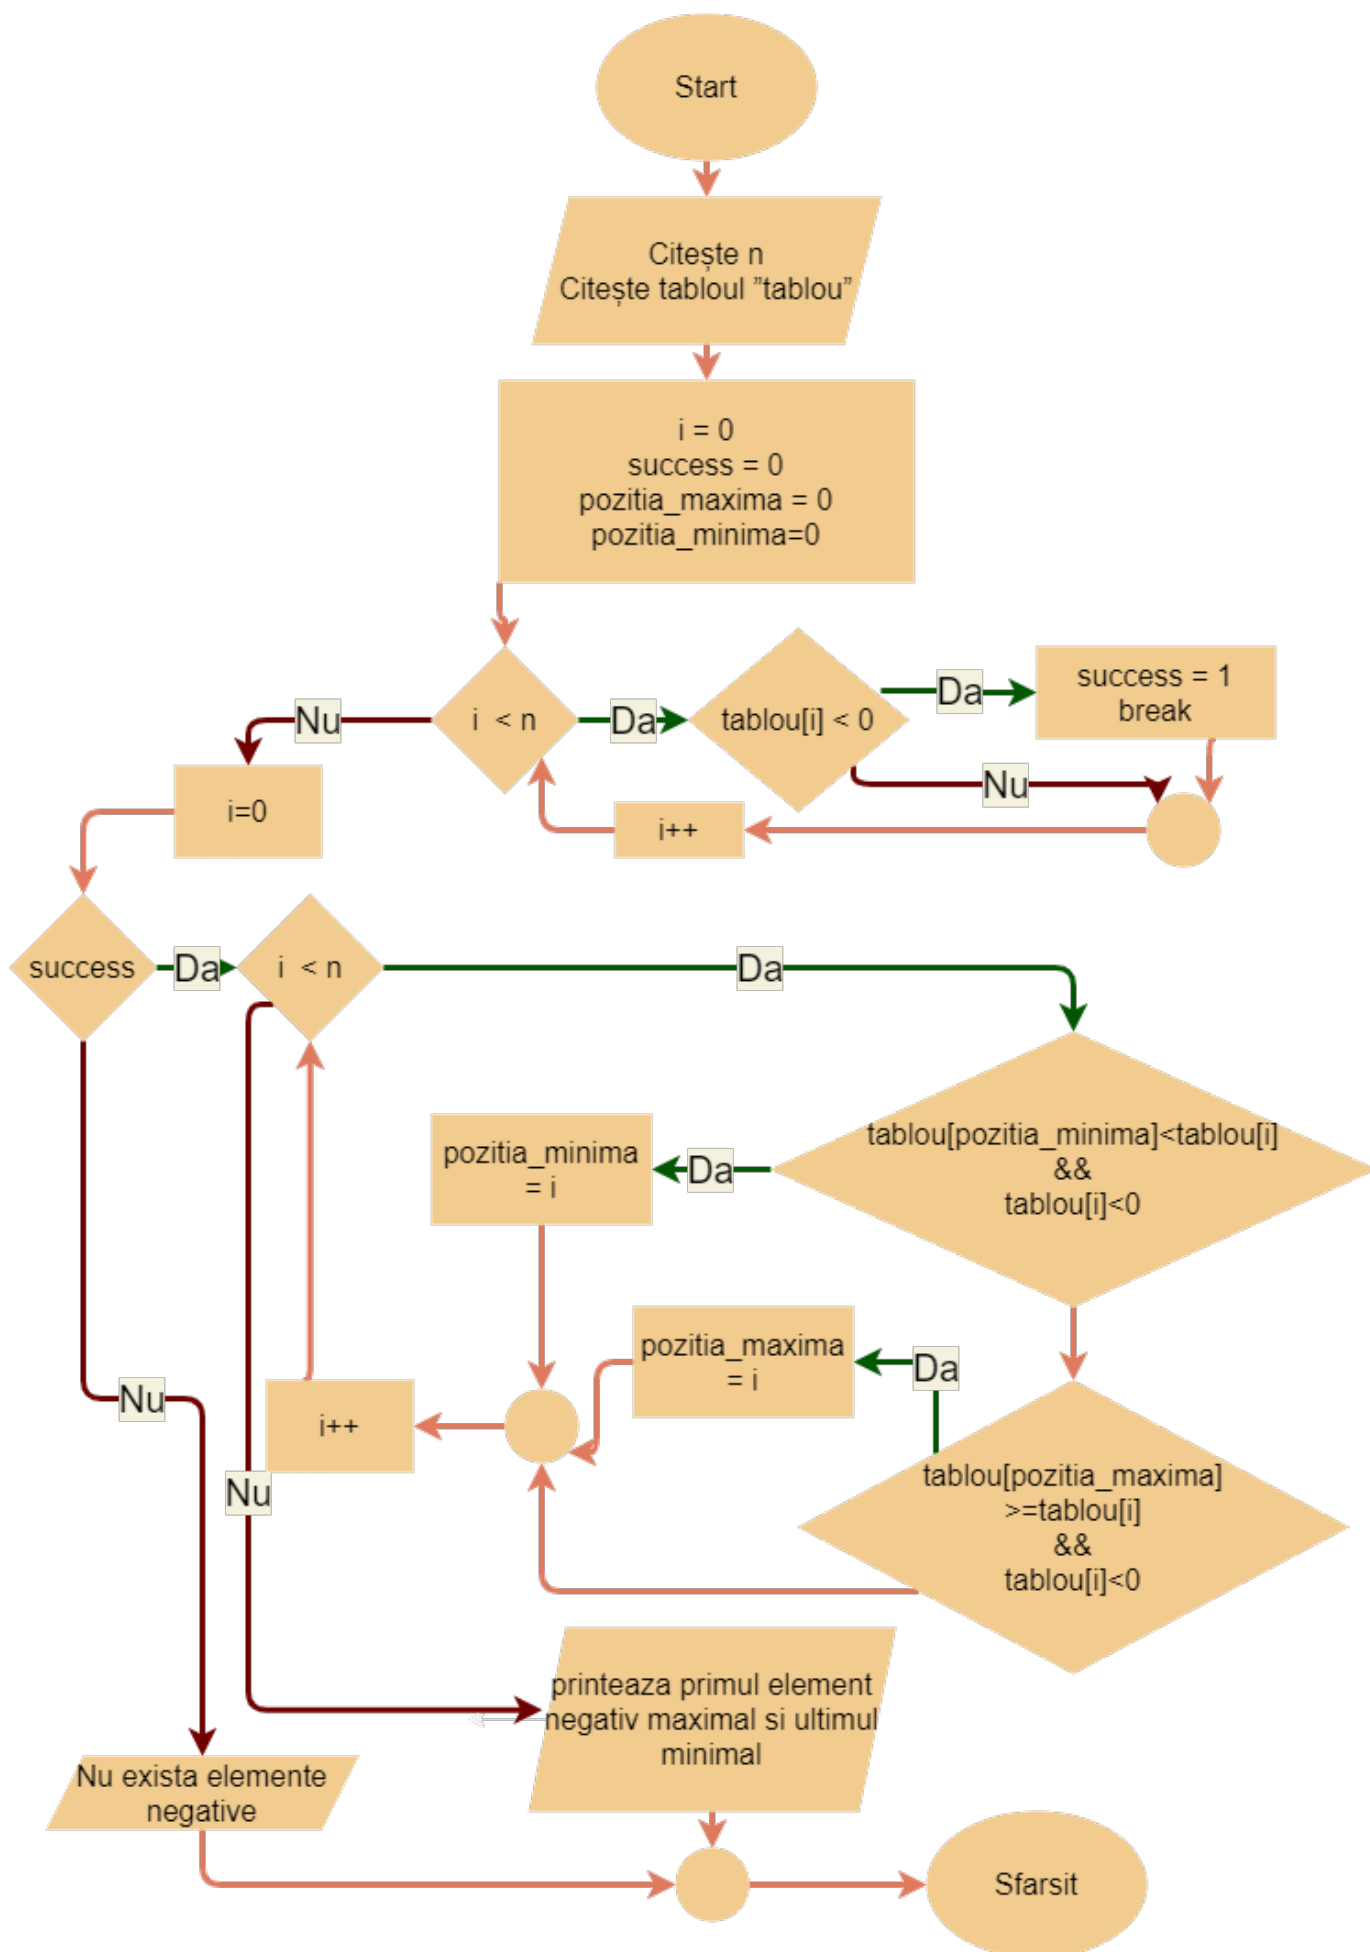 Start
Citește n
Citește tabloul ”tablou”
i = 0
success = 0
pozitia_maxima = 0
pozitia_minima=0
i < n
Da
tablou[i] < 0
Da
success = 1
break
Nu
Nu
i++
i=0
success
Da
i < n
Da
tablou[pozitia_minima]<tablou[i]
&&
tablou[i]<0
Da
pozitia_minima
= i
Da
pozitia_maxima
= i
tablou[pozitia_maxima]
>=tablou[i]
&&
tablou[i]<0
i++
Nu
Nu
printeaza primul element
negativ maximal si ultimul
minimal
Nu exista elemente
negative
Sfarsit